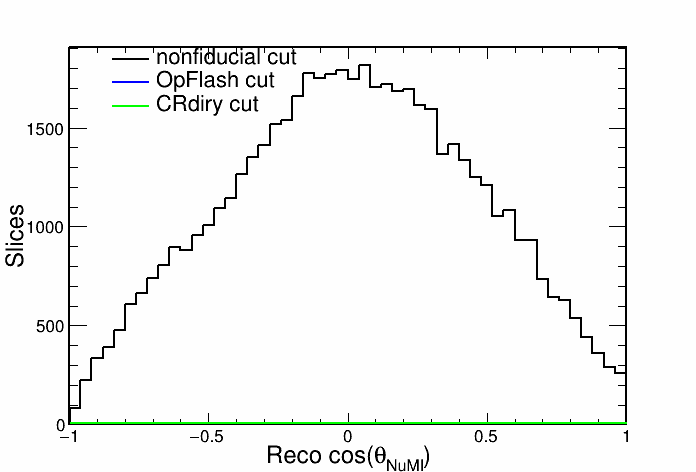 nonfiducial cut
OpFlash cut
CRdiry cut
1500
1000
500
0
Slices
−1 −0.5 0 0.5 1
Reco cos(θNuMI)